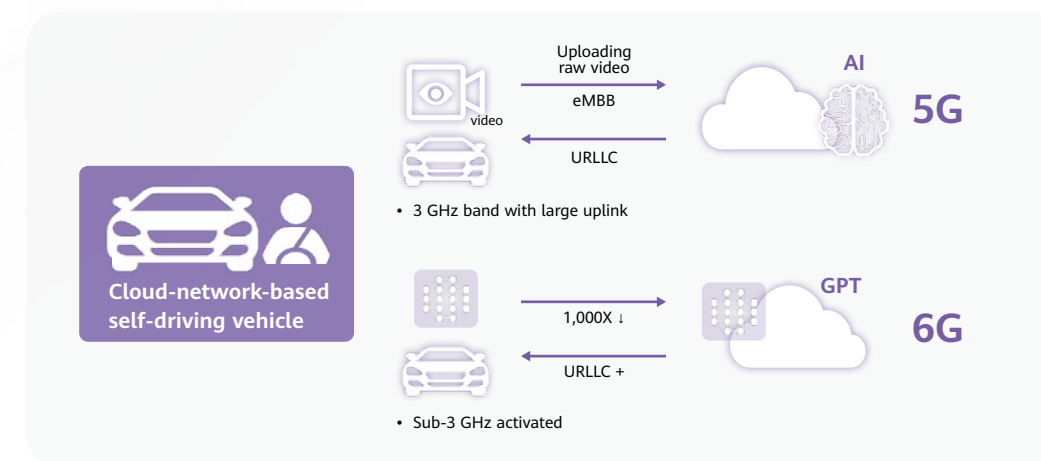 Cloud-network-based
self-driving vehicle
Uploading
raw video
eMBB
video
URLLC
AI
5G
• 3 GHz band with large uplink
1,000X ↓
URLLC +
GPT
6G
• Sub-3 GHz activated